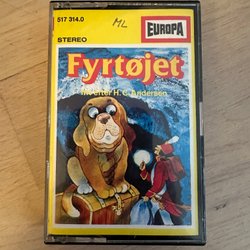 517 314.0
ML
EUROPA
STEREO
Fyrtøjet
frit efter H. C. Andersen